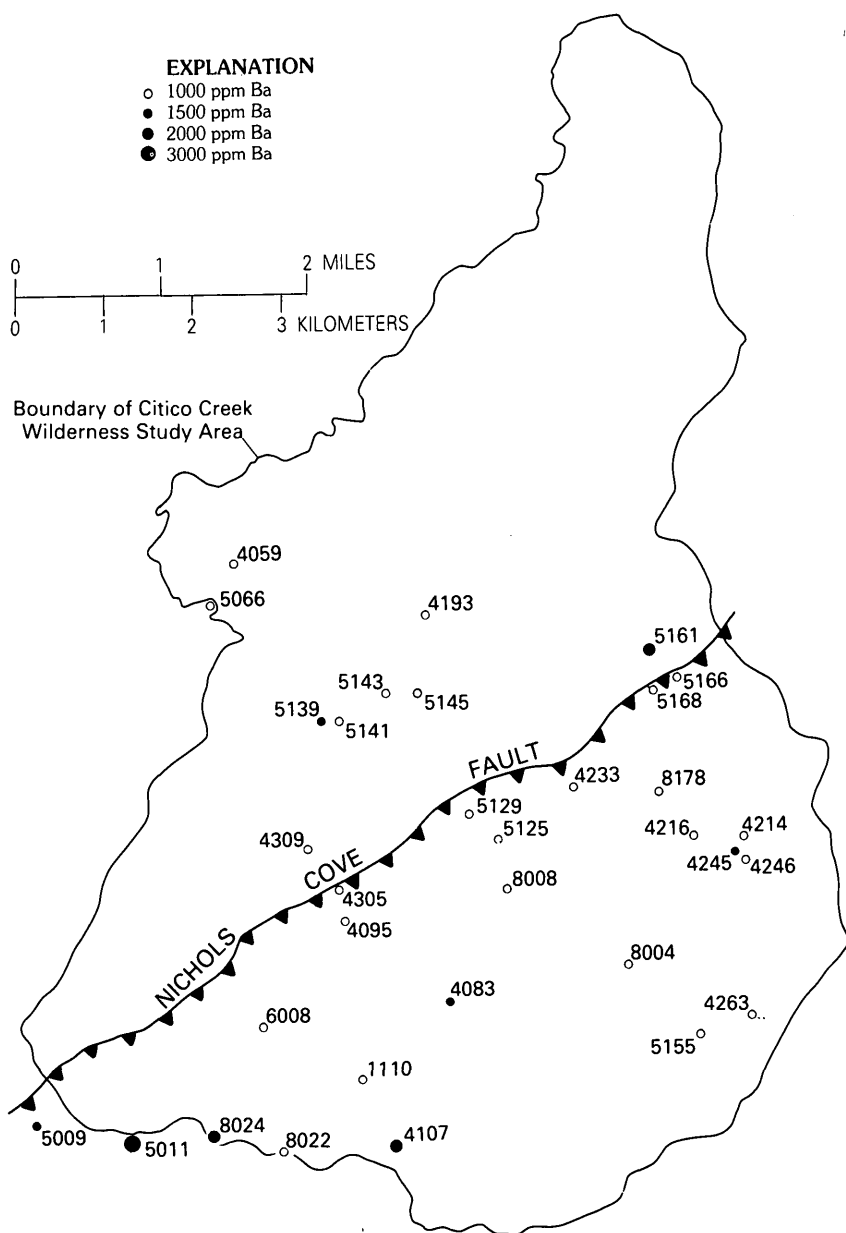 EXPLANATION
1000 ppm Ba
1500 ppm Ba
2000 ppm Ba
3000 ppm Ba
0 1 2 MILES
0 1 2 3 KILOMETERS
Boundary of Citico Creek
Wilderness Study Area
4059
5066
4193
5161
5143
5166
5145
5168
5139
5141
FAULT
4233
8178
5129
4216
4214
5125
4309
COVE
4245
4246
8008
4305
4095
NICHOLS
8004
4083
4263
6008
5155
1110
5009
8024
4107
5011
8022